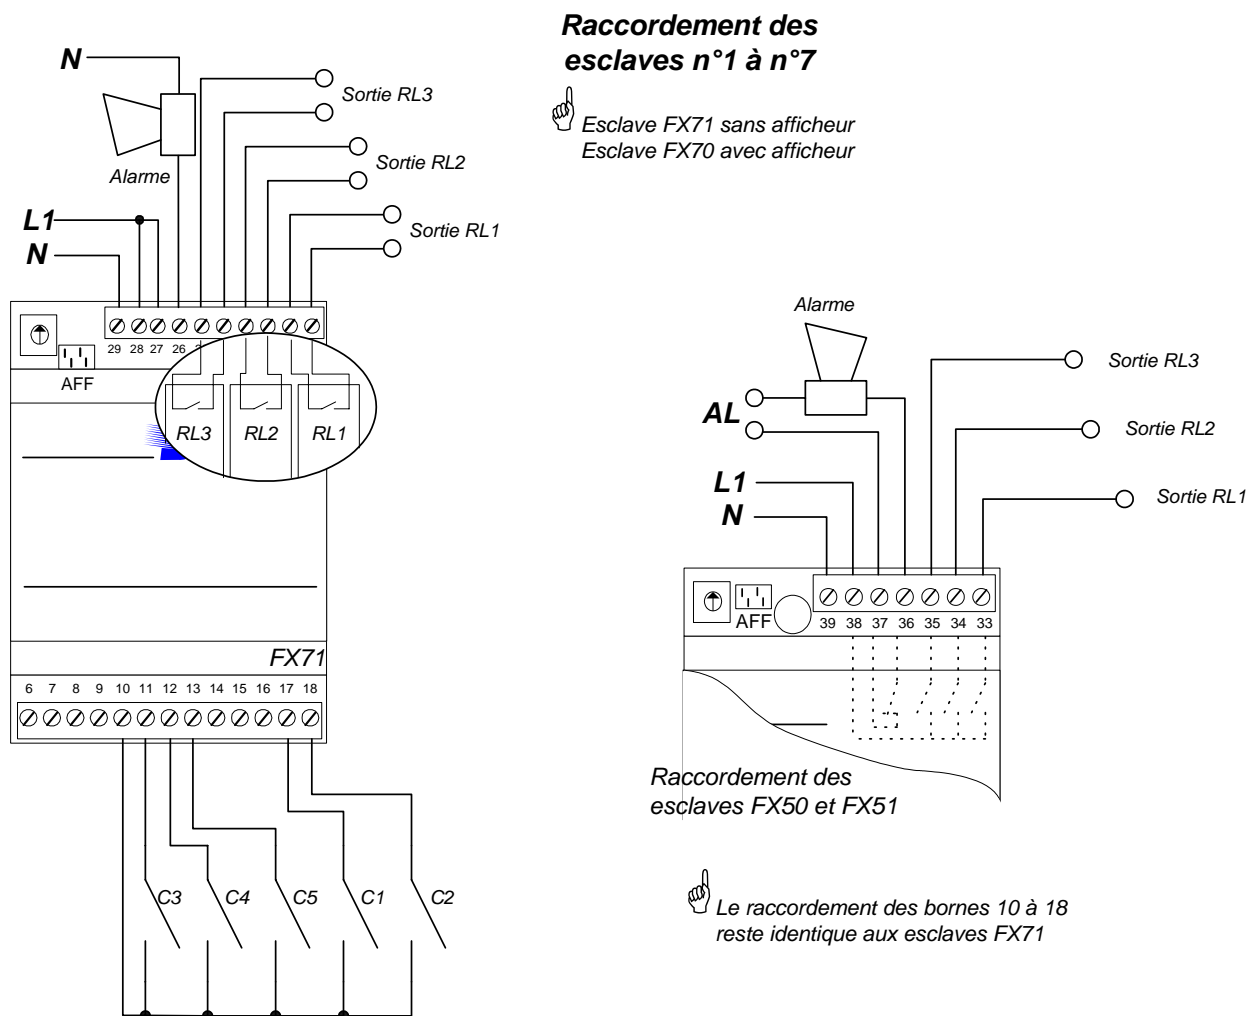 Raccordement des
esclaves n°1 à n°7
Esclave FX71 sans afficheur
Esclave FX70 avec afficheur
N
Sortie RL3
Alarme
Sortie RL2
L1
Sortie RL1
N
29 28 27 26
AFF
RL3 RL2 RL1
FX71
6 7 8 9 10 11 12 13 14 15 16 17 18
C3 C4 C5 C1 C2
Alarme
Sortie RL3
AL
Sortie RL2
L1
Sortie RL1
N
AFF
39 38 37 36 35 34 33
Raccordement des
esclaves FX50 et FX51
Le raccordement des bornes 10 à 18
reste identique aux esclaves FX71